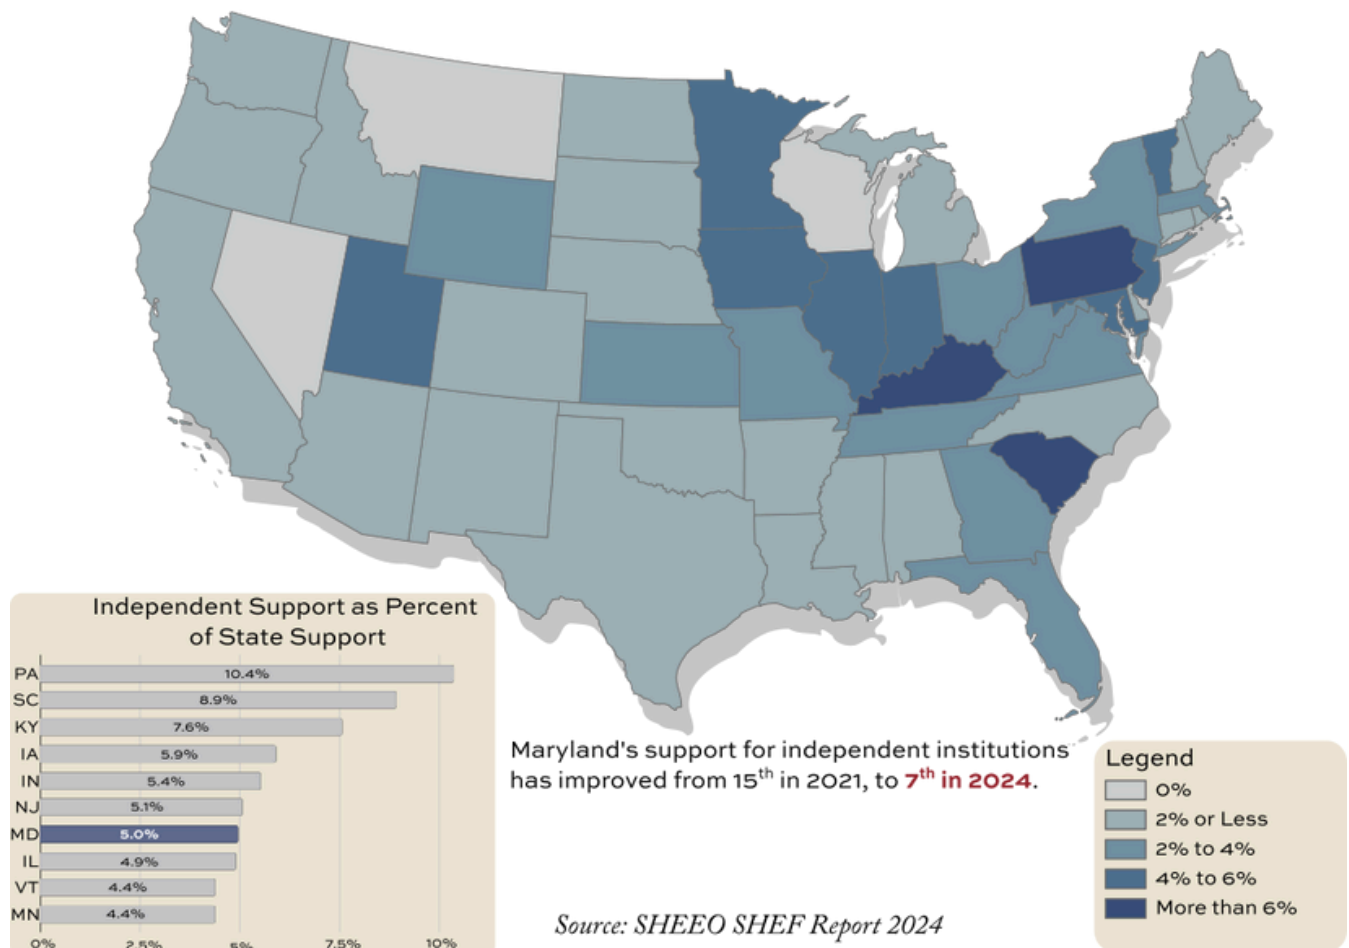 Independent Support as Percent
of State Support
PA 10.4%
SC 8.9%
KY 7.6%
IA 5.9%
IN 5.4%
NJ 5.1%
MD 5.0%
IL 4.9%
VT 4.4%
MN 4.4%
0% 2.5% 5% 7.5% 10%
Maryland's support for independent institutions
has improved from 15th in 2021, to 7th in 2024.
Source: SHEEO SHEF Report 2024
Legend
0%
2% or Less
2% to 4%
4% to 6%
More than 6%